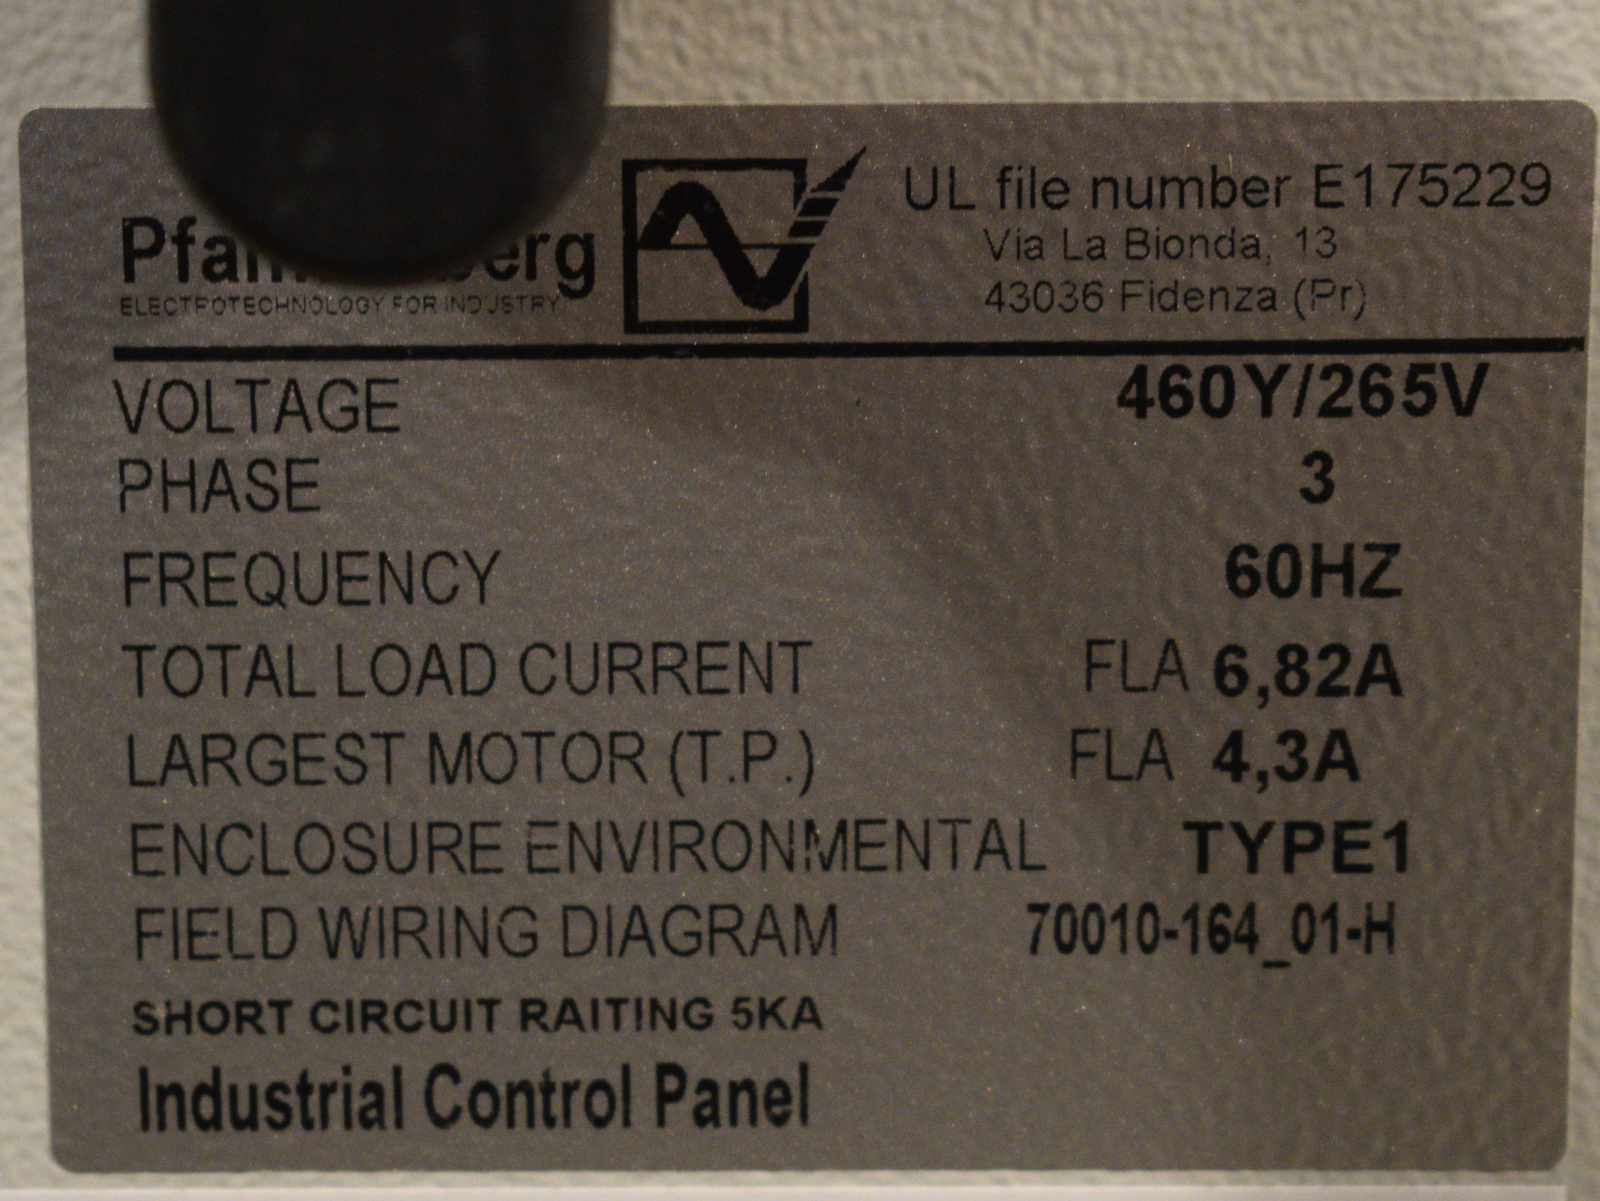 UL file number E175229
Via La Bionda, 13
43036 Fidenza (Pr)
ELECTROTECHNOLOGY FOR INDUSTRY
VOLTAGE 460Y/265V
PHASE 3
FREQUENCY 60HZ
TOTAL LOAD CURRENT FLA 6,82A
LARGEST MOTOR (T.P.) FLA 4,3A
ENCLOSURE ENVIRONMENTAL TYPE1
FIELD WIRING DIAGRAM 70010-164_01-H
SHORT CIRCUIT RAITING 5KA
Industrial Control Panel